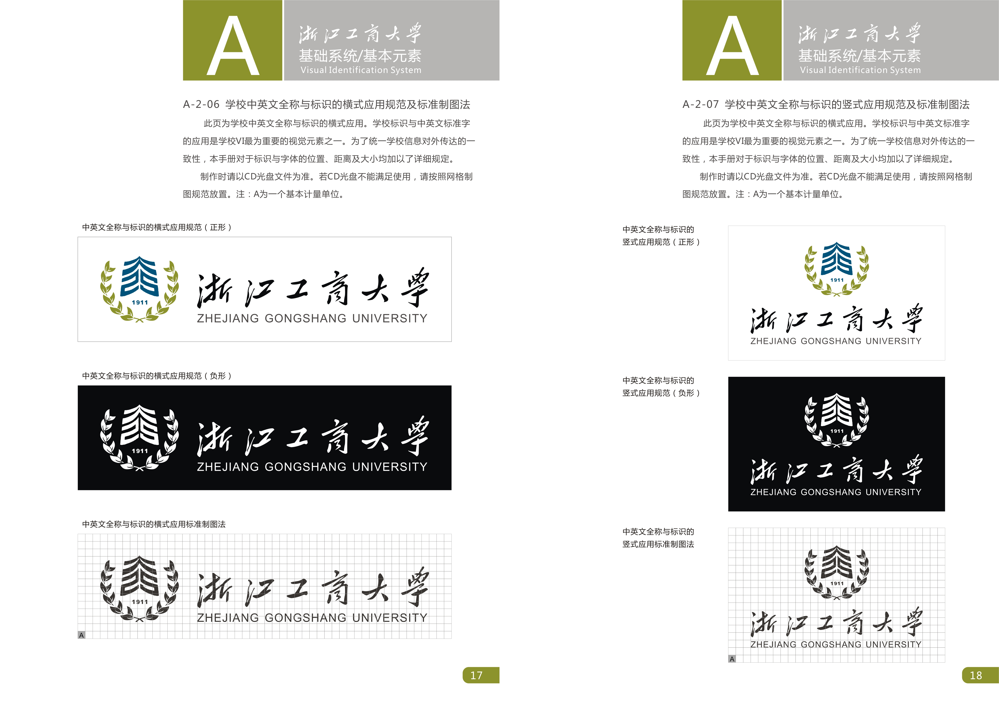 A
浙江工商大學
基础系统/基本元素
Visual Identification System
A-2-06 学校中英文全称与标识的横式应用规范及标准制图法
此页为学校中英文全称与标识的横式应用。学校标识与中英文标准字
的应用是学校VI最为重要的视觉元素之一。为了统一学校信息对外传达的一
致性，本手册对于标识与字体的位置、距离及大小均加以了详细规定。
制作时请以CD光盘文件为准。若CD光盘不能满足使用，请按照网格制
图规范放置。注：A为一个基本计量单位。
中英文全称与标识的横式应用规范（正形）
1911
浙江工商大學
ZHEJIANG GONGSHANG UNIVERSITY
中英文全称与标识的横式应用规范（负形）
1911
浙江工商大學
ZHEJIANG GONGSHANG UNIVERSITY
中英文全称与标识的横式应用标准制图法
1911
浙江工商大學
ZHEJIANG GONGSHANG UNIVERSITY
A
17
A
浙江工商大學
基础系统/基本元素
Visual Identification System
A-2-07 学校中英文全称与标识的竖式应用规范及标准制图法
此页为学校中英文全称与标识的横式应用。学校标识与中英文标准字
的应用是学校VI最为重要的视觉元素之一。为了统一学校信息对外传达的一
致性，本手册对于标识与字体的位置、距离及大小均加以了详细规定。
制作时请以CD光盘文件为准。若CD光盘不能满足使用，请按照网格制
图规范放置。注：A为一个基本计量单位。
中英文全称与标识的
竖式应用规范（正形）
1911
浙江工商大學
ZHEJIANG GONGSHANG UNIVERSITY
中英文全称与标识的
竖式应用规范（负形）
1911
浙江工商大學
ZHEJIANG GONGSHANG UNIVERSITY
中英文全称与标识的
竖式应用标准制图法
1911
浙江工商大學
ZHEJIANG GONGSHANG UNIVERSITY
A
18